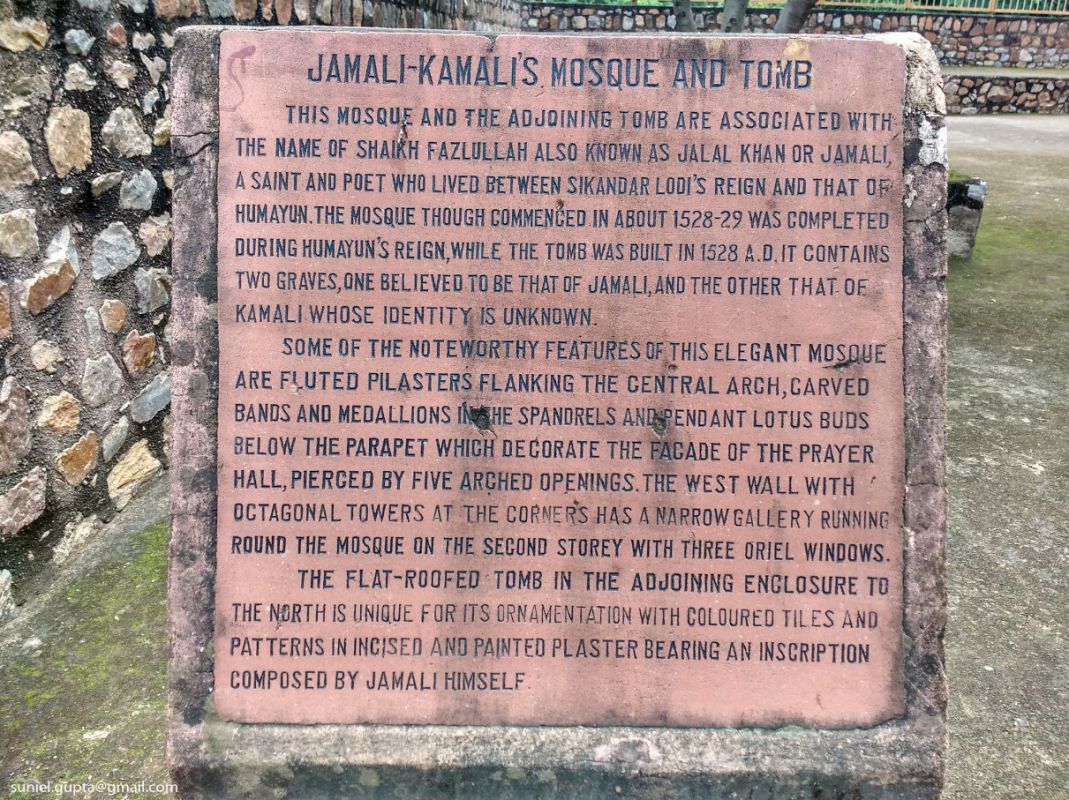 JAMALI-KAMALI'S MOSQUE AND TOMB
THIS MOSQUE AND THE ADJOINING TOMB ARE ASSOCIATED WITH
THE NAME OF SHAIKH FAZLULLAH ALSO KNOWN AS JALAL KHAN OR JAMALI,
A SAINT AND POET WHO LIVED BETWEEN SIKANDAR LODI'S REIGN AND THAT OF
HUMAYUN. THE MOSQUE THOUGH COMMENCED IN ABOUT 1528-29 WAS COMPLETED
DURING HUMAYUN'S REIGN, WHILE THE TOMB WAS BUILT IN 1528 A.D. IT CONTAINS
TWO GRAVES, ONE BELIEVED TO BE THAT OF JAMALI, AND THE OTHER THAT OF
KAMALI WHOSE IDENTITY IS UNKNOWN.
SOME OF THE NOTEWORTHY FEATURES OF THIS ELEGANT MOSQUE
ARE FLUTED PILASTERS FLANKING THE CENTRAL ARCH, CARVED
BANDS AND MEDALLIONS IN THE SPANDRELS AND PENDANT LOTUS BUDS
BELOW THE PARAPET WHICH DECORATE THE FACADE OF THE PRAYER
HALL, PIERCED BY FIVE ARCHED OPENINGS. THE WEST WALL WITH
OCTAGONAL TOWERS AT THE CORNERS HAS A NARROW GALLERY RUNNING
ROUND THE MOSQUE ON THE SECOND STOREY WITH THREE ORIEL WINDOWS.
THE FLAT-ROOFED TOMB IN THE ADJOINING ENCLOSURE TO
THE NORTH IS UNIQUE FOR ITS ORNAMENTATION WITH COLOURED TILES AND
PATTERNS IN INCISED AND PAINTED PLASTER BEARING AN INSCRIPTION
COMPOSED BY JAMALI HIMSELF.
suniel.gupta@gmail.com